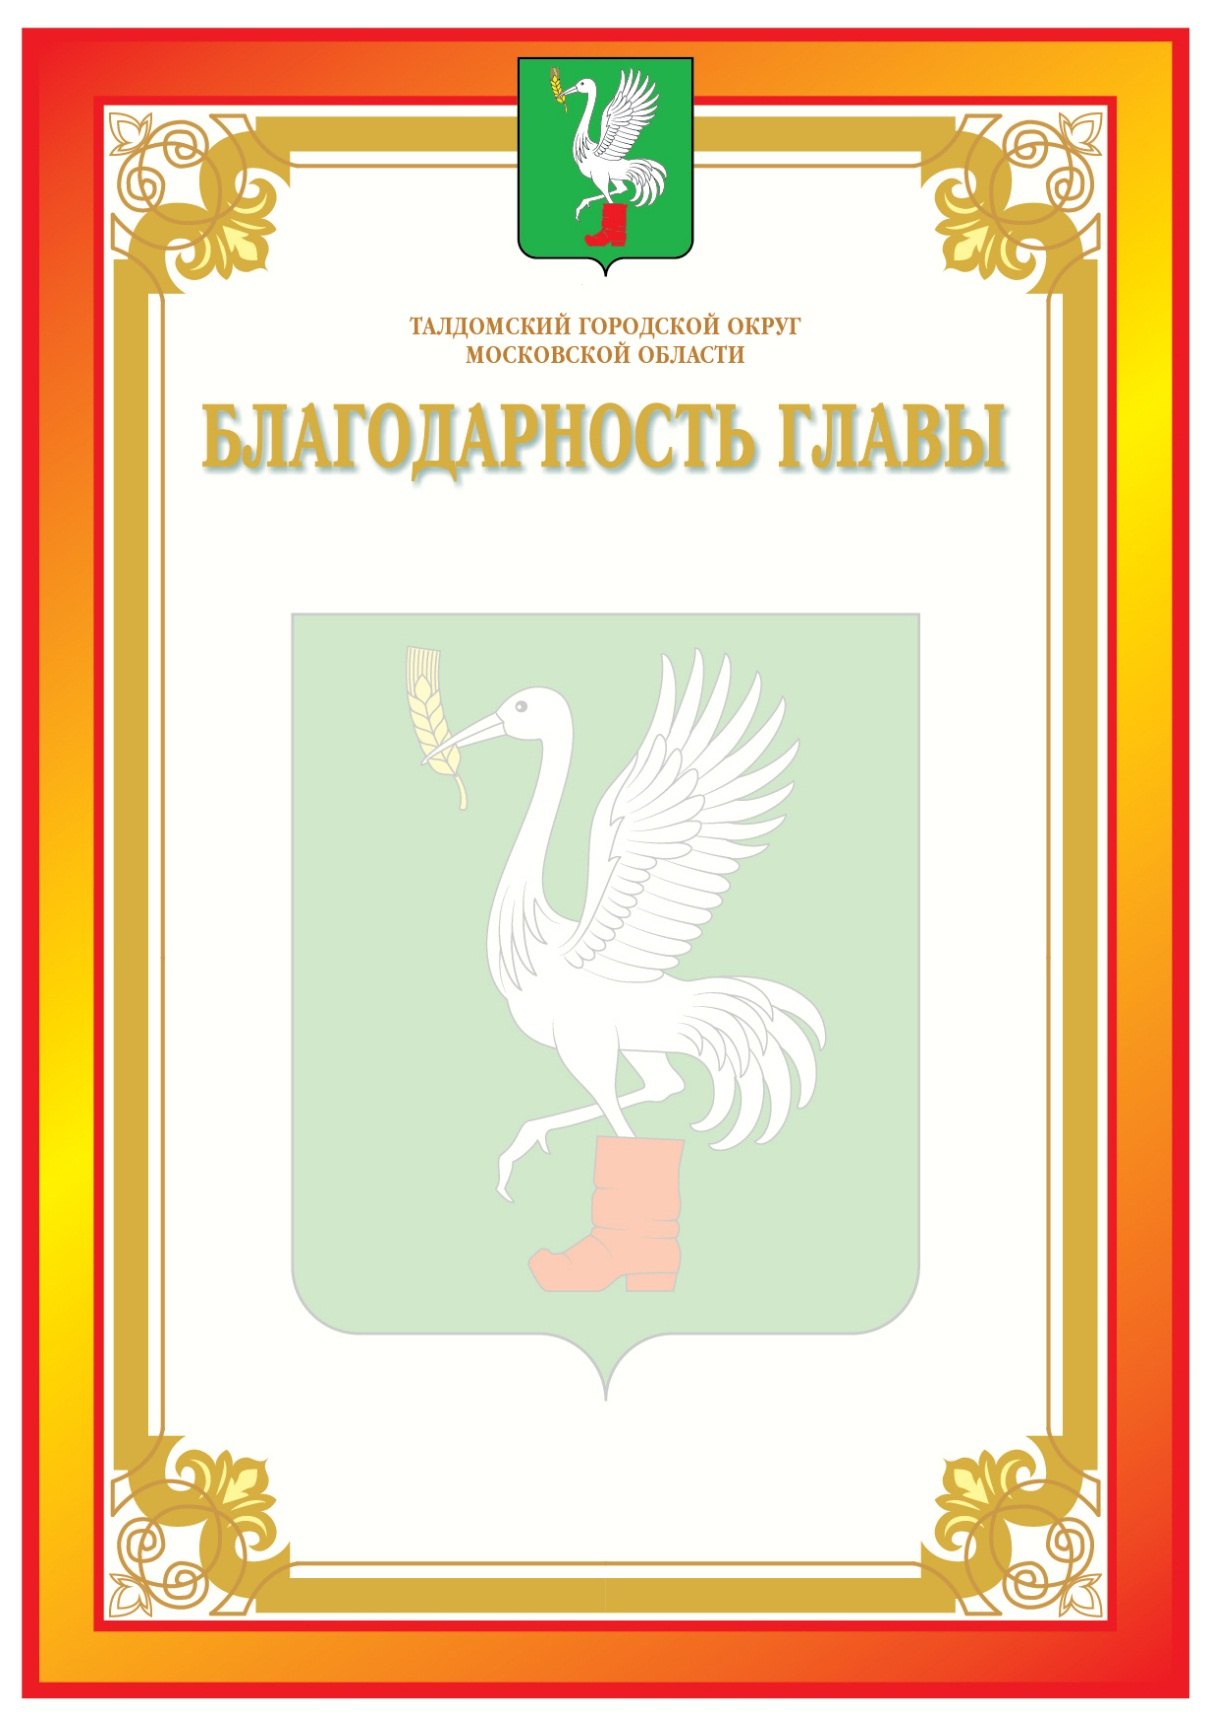 ТАЛДОМСКИЙ ГОРОДСКОЙ ОКРУГ
МОСКОВСКОЙ ОБЛАСТИ
БЛАГОДАРНОСТЬ ГЛАВЫ